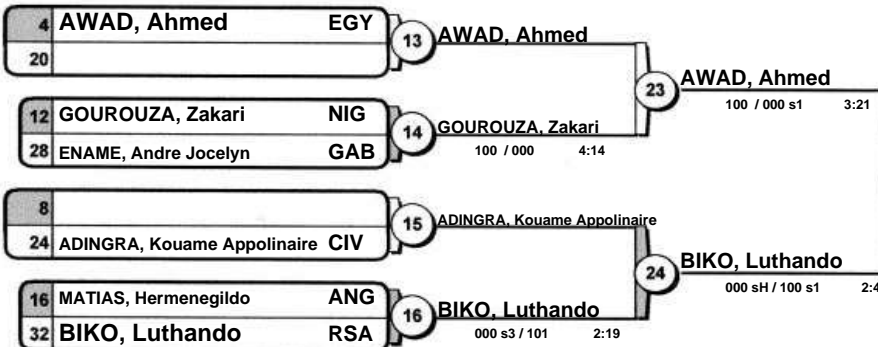 4 AWAD, Ahmed EGY
20
13 AWAD, Ahmed
12 GOUROUZA, Zakari NIG
28 ENAME, Andre Jocelyn GAB
14 GOUROUZA, Zakari
100 / 000 4:14
23 AWAD, Ahmed
100 / 000 s1 3:21
8
24 ADINGRA, Kouame Appolinaire CIV
15 ADINGRA, Kouame Appolinaire
16 MATIAS, Hermenegildo ANG
32 BIKO, Luthando RSA
16 BIKO, Luthando
000 s3 / 101 2:19
24 BIKO, Luthando
000 sH / 100 s1 2:4